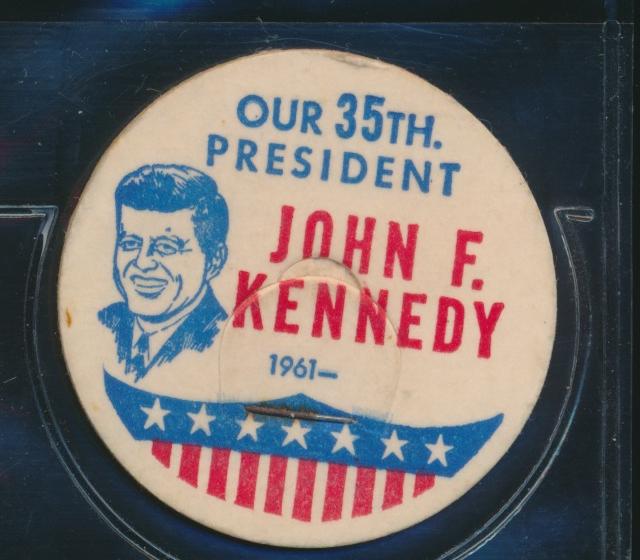 OUR 35TH.
PRESIDENT
JOHN F.
KENNEDY
1961—